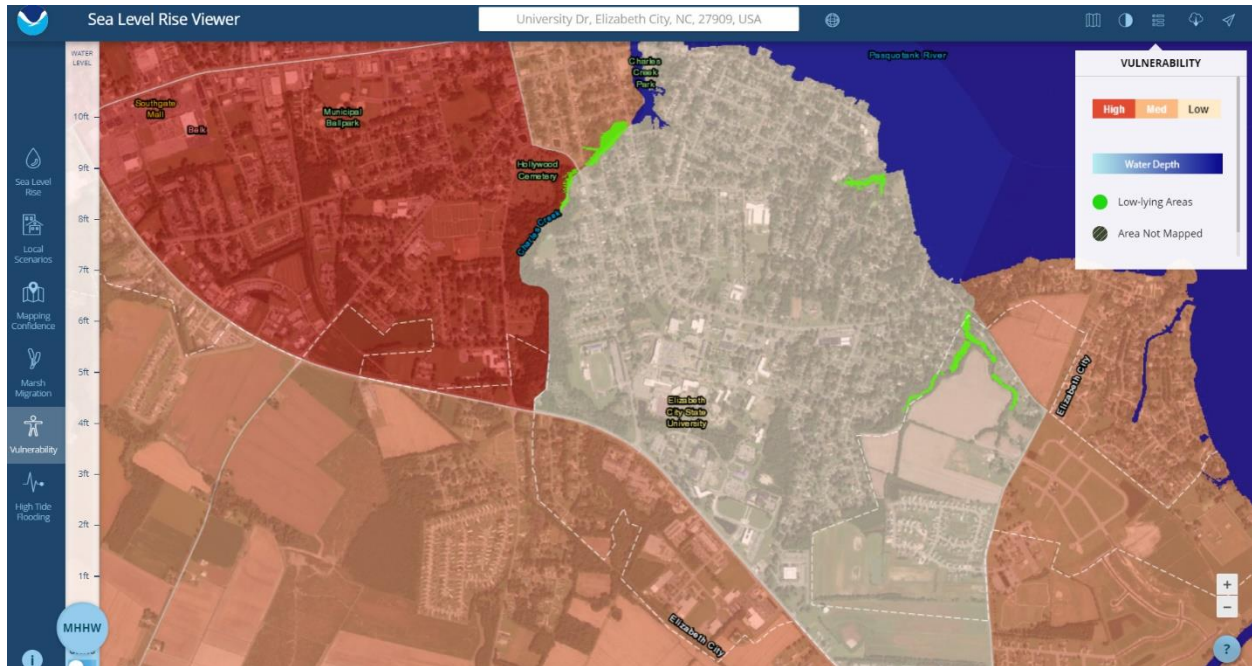 Sea Level Rise Viewer
University Dr, Elizabeth City, NC, 27909, USA
WATER
LEVEL
10ft
9ft
8ft
7ft
6ft
5ft
4ft
3ft
2ft
1ft
MHHW
Sea Level
Rise
Local
Scenarios
Mapping
Confidence
Marsh
Migration
Vulnerability
High Tide
Flooding
i
Southgate
Mall
Belk
Municipal
Ballpark
Charles
Creek
Park
Hollywood
Cemetery
Charles Creek
Pasquotank River
Elizabeth
City State
University
Elizabeth City
Elizabeth City
VULNERABILITY
High Med Low
Water Depth
Low-lying Areas
Area Not Mapped
+
−
?